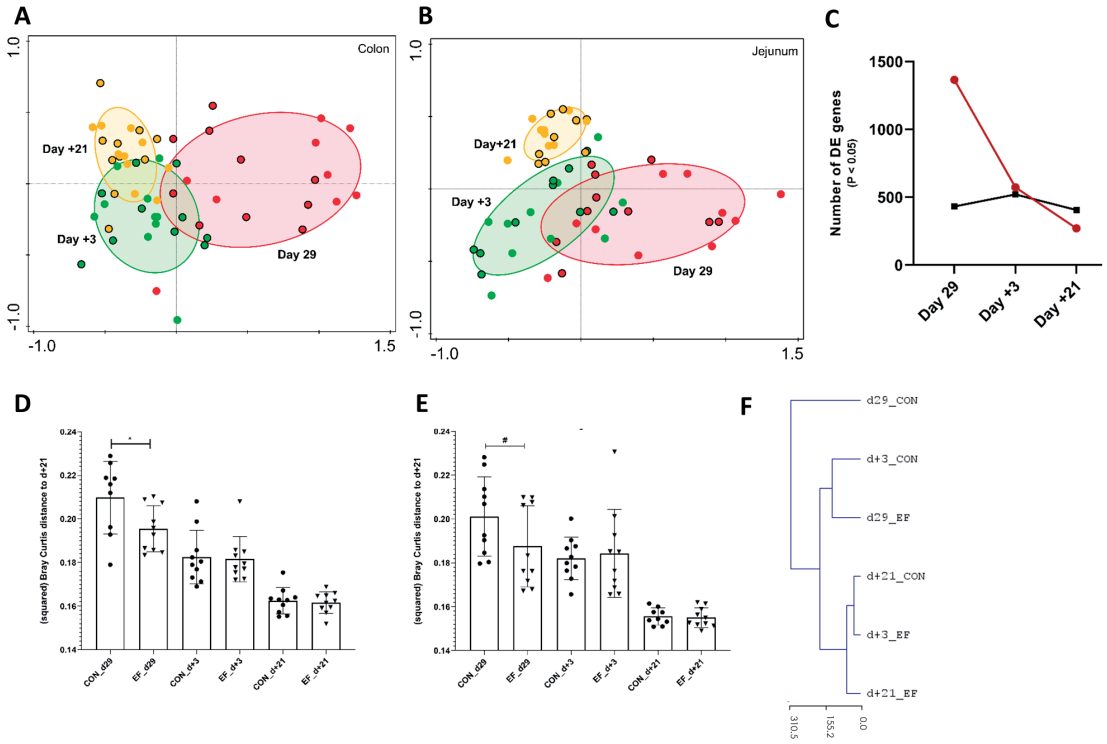 A
1.0
Colon
Day +21
Day +3
Day 29
-1.0
-1.0
1.5
B
1.0
Jejunum
Day+21
Day +3
Day 29
-1.0
-1.0
1.5
C
Number of DE genes
(P < 0.05)
1500
1000
500
0
Day 29
Day +3
Day +21
D
(squared) Bray Curtis distance to d+21
0.24
0.22
0.20
0.18
0.16
0.14
*
CON_d29
EF_d29
CON_d+3
EF_d+3
CON_d+21
EF_d+21
E
(squared) Bray Curtis distance to d+21
0.24
0.22
0.20
0.18
0.16
0.14
#
CON_d29
EF_d29
CON_d+3
EF_d+3
CON_d+21
EF_d+21
F
d29_CON
d+3_CON
d29_EF
d+21_CON
d+3_EF
d+21_EF
310.5
155.2
0.0